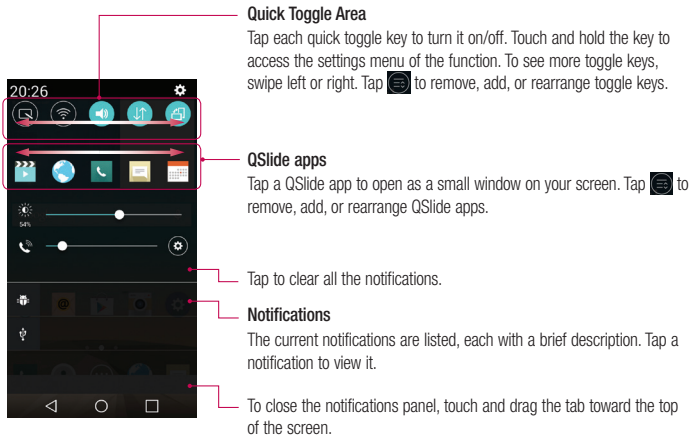 Quick Toggle Area
Tap each quick toggle key to turn it on/off. Touch and hold the key to
access the settings menu of the function. To see more toggle keys,
swipe left or right. Tap to remove, add, or rearrange toggle keys.
20:26
QSlide apps
Tap a QSlide app to open as a small window on your screen. Tap to
remove, add, or rearrange QSlide apps.
54%
Tap to clear all the notifications.
Notifications
The current notifications are listed, each with a brief description. Tap a
notification to view it.
To close the notifications panel, touch and drag the tab toward the top
of the screen.